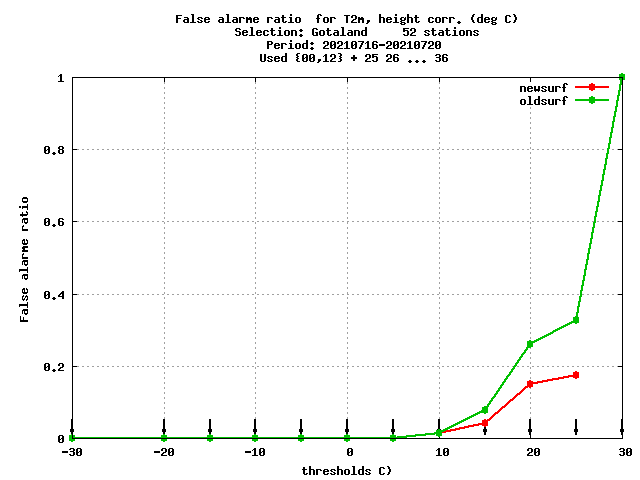 False alarme ratio  for T2m, height corr. (deg C)
Selection: Gotaland     52 stations
Period: 20210716-20210720
Used {00,12} + 25 26 ... 36
newsurf
oldsurf
1
0.8
0.6
0.4
0.2
0
False alarme ratio
-30
-20
-10
0
10
20
30
thresholds C)